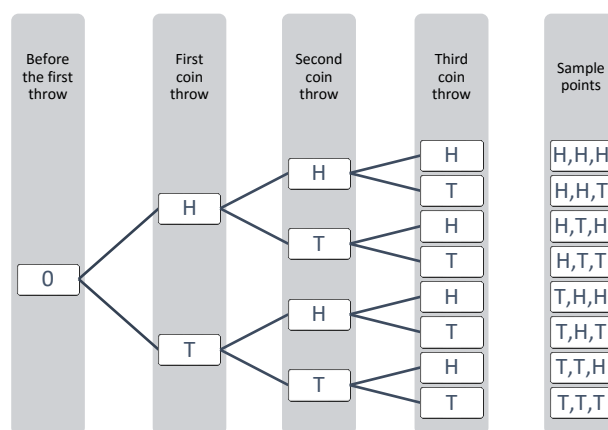 Before
the first
throw
First
coin
throw
Second
coin
throw
Third
coin
throw
Sample
points
0
H
T
H
T
H
T
H
T
H
T
H
T
H
T
H,H,H
H,H,T
H,T,H
H,T,T
T,H,H
T,H,T
T,T,H
T,T,T